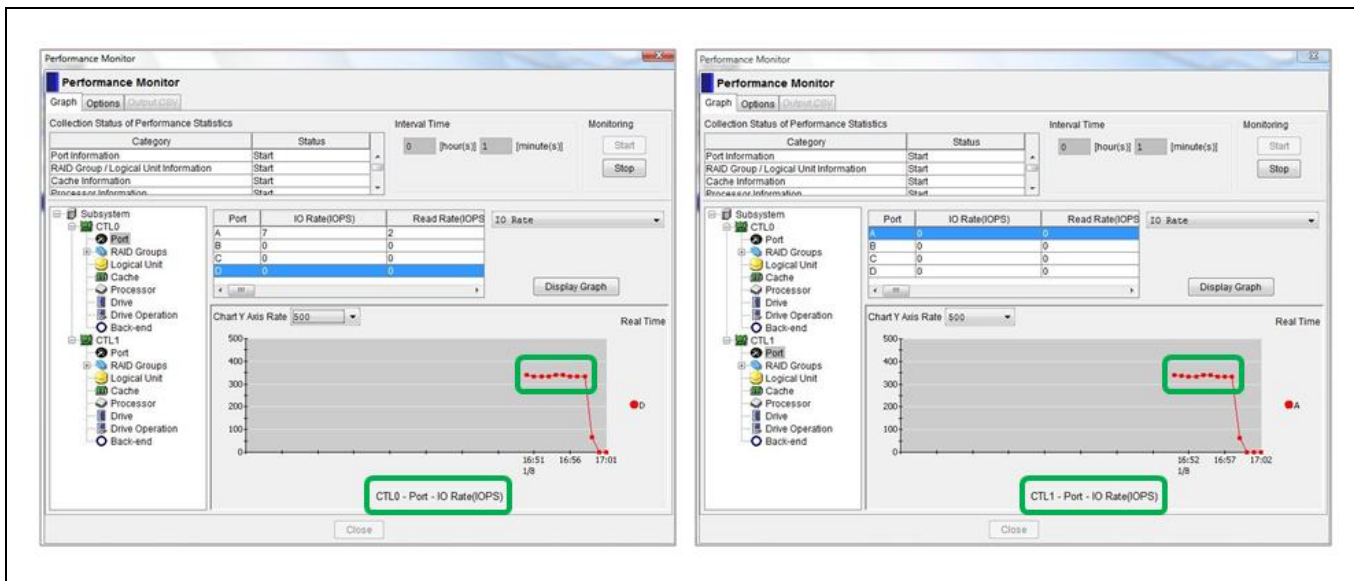 Performance Monitor
Performance Monitor
Graph Options Output CSV
Collection Status of Performance Statistics
Category Status
Port Information Start
RAID Group / Logical Unit Information Start
Cache Information Start
Processor Information Start
Interval Time
0 [hour(s)] 1 [minute(s)]
Monitoring
Start
Stop
Subsystem
CTL0
Port
RAID Groups
Logical Unit
Cache
Processor
Drive
Drive Operation
Back-end
CTL1
Port
RAID Groups
Logical Unit
Cache
Processor
Drive
Drive Operation
Back-end
Port IO Rate(IOPS) Read Rate(IOPS
A 7 2
B 0 0
C 0 0
D 0 0
IO Rate
Display Graph
Chart Y Axis Rate 500
Real Time
500
400
300
200
100
0
16:51 16:56 17:01
1/8
D
CTL0 - Port - IO Rate(IOPS)
Close
Performance Monitor
Performance Monitor
Graph Options Output CSV
Collection Status of Performance Statistics
Category Status
Port Information Start
RAID Group / Logical Unit Information Start
Cache Information Start
Processor Information Start
Interval Time
0 [hour(s)] 1 [minute(s)]
Monitoring
Start
Stop
Subsystem
CTL0
Port
RAID Groups
Logical Unit
Cache
Processor
Drive
Drive Operation
Back-end
CTL1
Port
RAID Groups
Logical Unit
Cache
Processor
Drive
Drive Operation
Back-end
Port IO Rate(IOPS) Read Rate(IOPS
A 0 0
B 0 0
C 0 0
D 0 0
IO Rate
Display Graph
Chart Y Axis Rate 500
Real Time
500
400
300
200
100
0
16:52 16:57 17:02
1/8
A
CTL1 - Port - IO Rate(IOPS)
Close